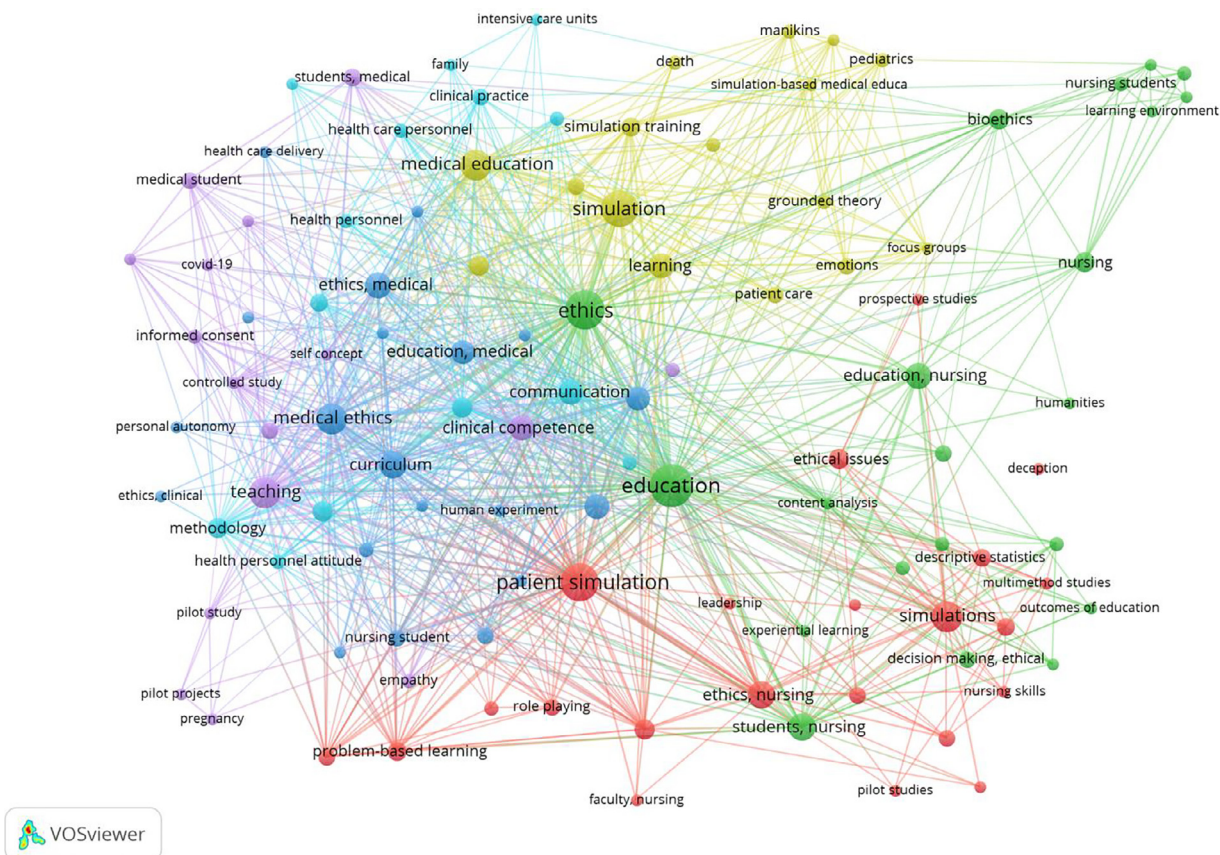 intensive care units
manikins
family
death
pediatrics
students, medical
simulation-based medical educa
nursing students
clinical practice
learning environment
bioethics
health care personnel
simulation training
health care delivery
medical education
medical student
simulation
grounded theory
health personnel
focus groups
covid-19
learning
emotions
nursing
ethics, medical
patient care
prospective studies
ethics
informed consent
self concept
education, medical
education, nursing
controlled study
communication
humanities
medical ethics
personal autonomy
clinical competence
curriculum
ethical issues
deception
ethics, clinical
teaching
education
content analysis
human experiment
methodology
health personnel attitude
descriptive statistics
patient simulation
multimethod studies
leadership
outcomes of education
pilot study
simulations
experiential learning
nursing student
decision making, ethical
empathy
pilot projects
ethics, nursing
nursing skills
role playing
pregnancy
students, nursing
problem-based learning
pilot studies
faculty, nursing
VOSviewer